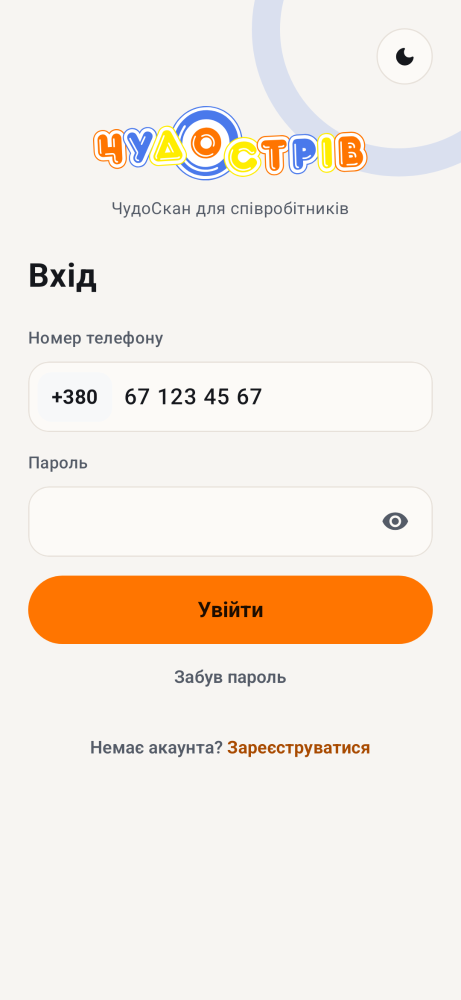 ЧУДОСТРІВ
ЧудоСкан для співробітників
Вхід
Номер телефону
+380 67 123 45 67
Пароль
Увійти
Забув пароль
Немає акаунта? Зареєструватися